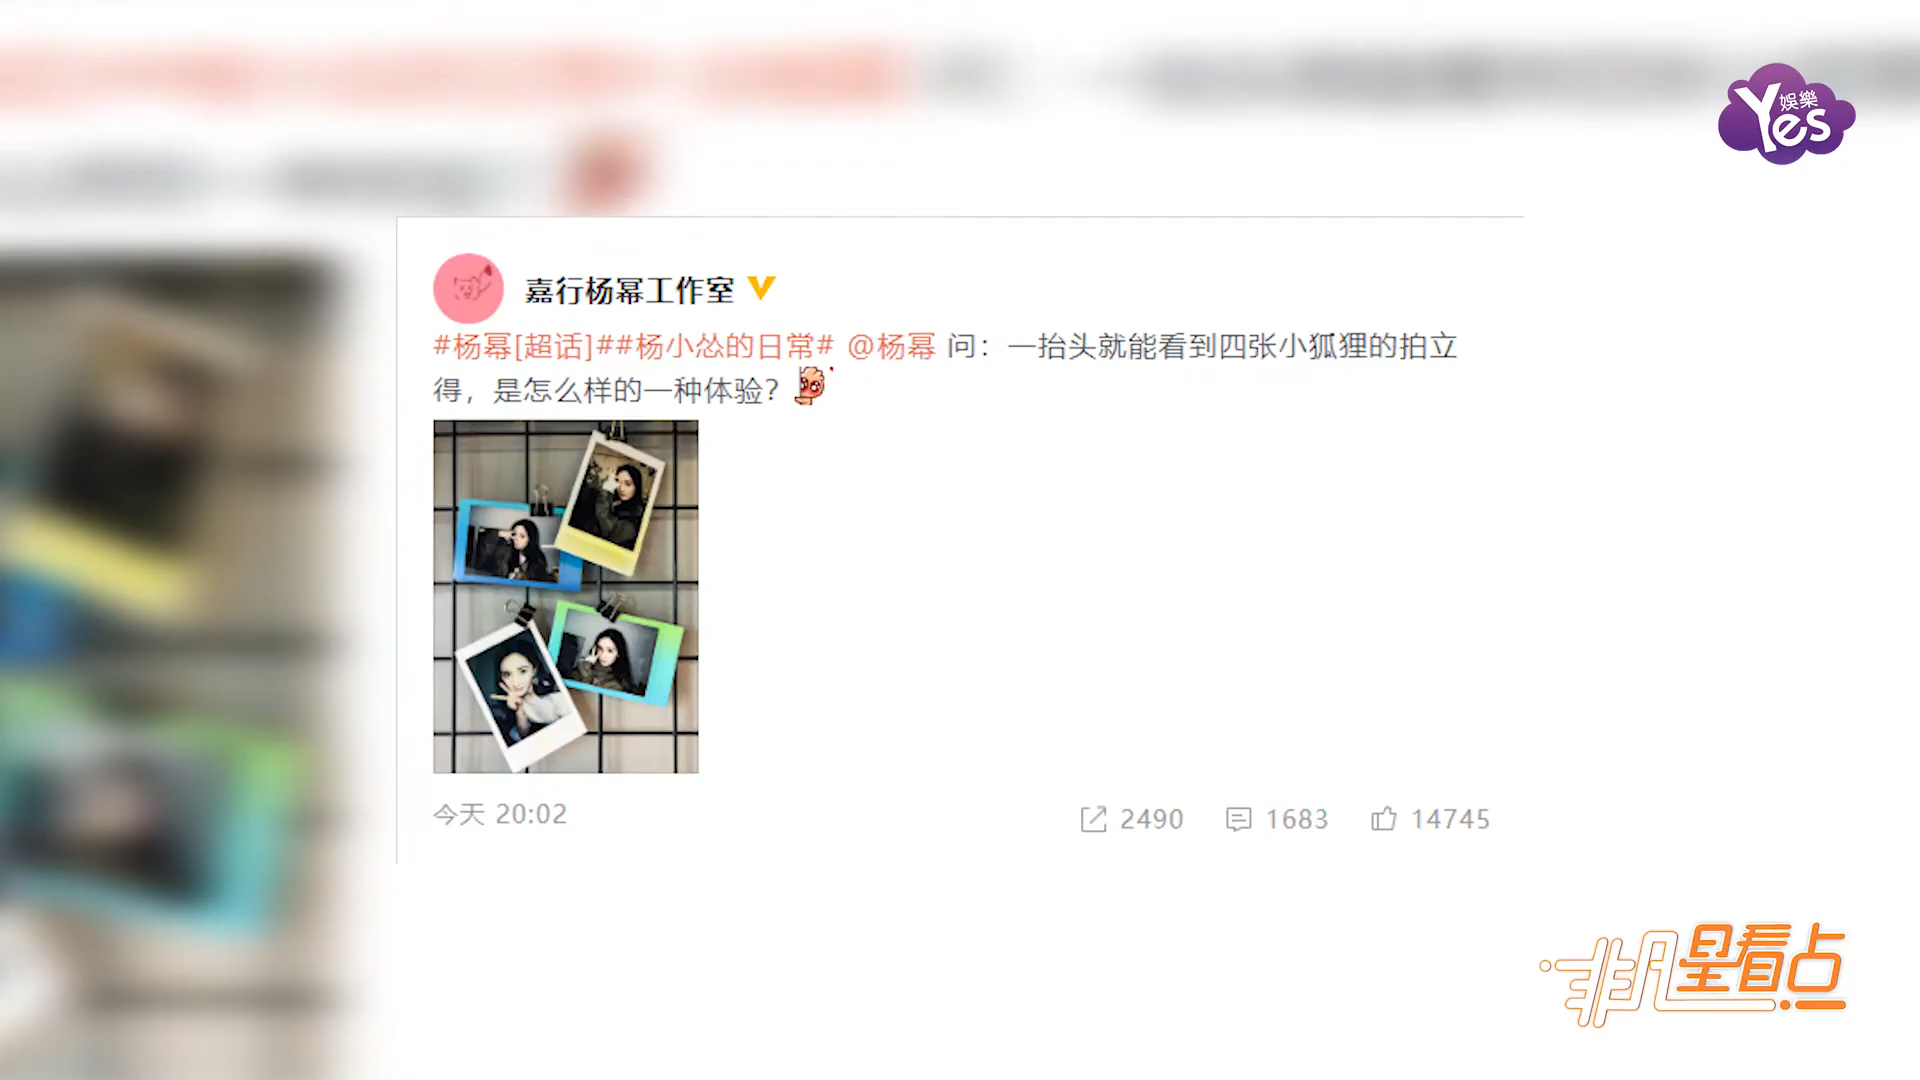 Yes 娛樂
嘉行杨幂工作室
#杨幂[超话]##杨小怂的日常# @杨幂 问：一抬头就能看到四张小狐狸的拍立
得，是怎么样的一种体验？
今天 20:02
2490 1683 14745
非凡星看点